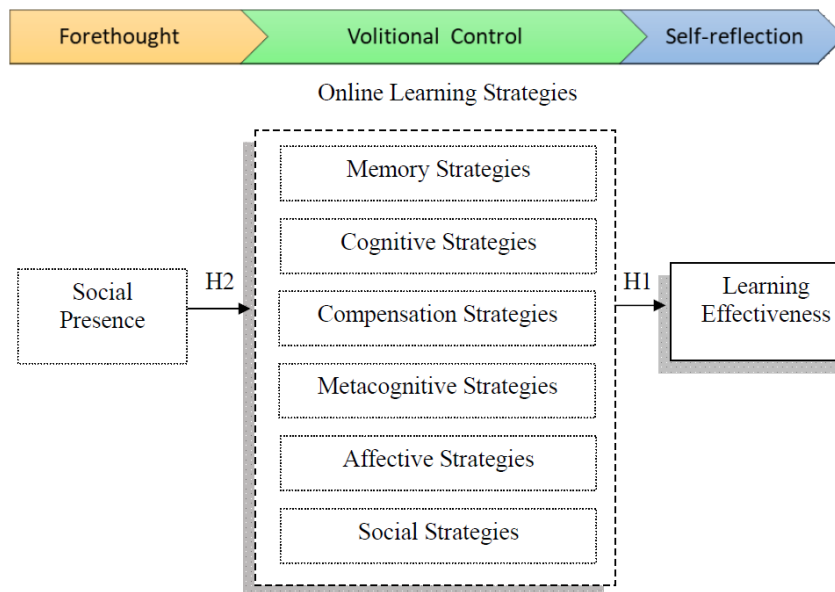 Forethought
Volitional Control
Self-reflection
Online Learning Strategies
Memory Strategies
Cognitive Strategies
Social
Presence
H2
Compensation Strategies
H1
Learning
Effectiveness
Metacognitive Strategies
Affective Strategies
Social Strategies